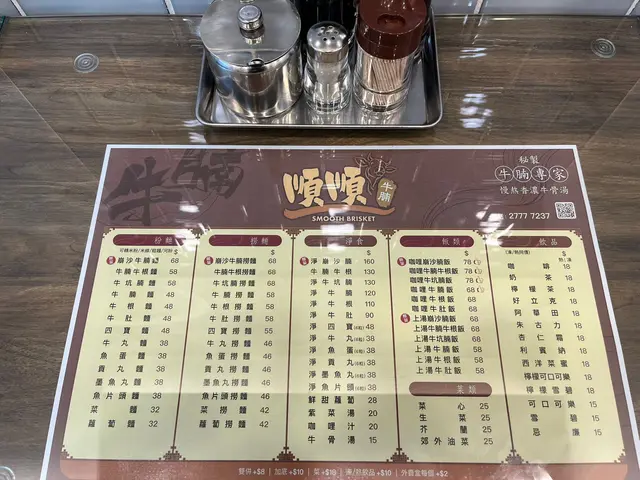 牛腩
順順
牛腩
SMOOTH BRISKET
秘製
牛腩專家
慢熬香濃牛骨湯
2777 7237
粉麵
$
崩沙牛腩麵 68
牛腩牛根麵 58
牛坑腩麵 58
牛腩麵 48
牛根麵 48
牛肚麵 58
四寶麵 48
牛丸麵 38
魚蛋麵 38
貢丸麵 38
墨魚丸麵 38
魚片頭麵 38
菜麵 32
蘿蔔麵 32
撈麵
$
崩沙牛腩撈麵 68
牛腩牛根撈麵 68
牛坑腩撈麵 68
牛腩撈麵 58
牛根撈麵 58
牛肚撈麵 68
四寶撈麵 55
牛丸撈麵 46
魚蛋撈麵 46
貢丸撈麵 46
墨魚丸撈麵 46
魚片頭撈麵 46
菜撈麵 42
蘿蔔撈麵 42
淨食
$
淨崩沙腩 160
淨牛腩牛根 130
淨牛坑腩 130
淨牛腩 120
淨牛根 110
淨牛肚 90
淨四寶 48
淨牛丸 38
淨魚蛋 38
淨貢丸 38
淨墨魚丸 38
淨魚片頭 38
鮮甜蘿蔔 28
紫菜湯 20
咖喱汁 20
牛骨湯 15
飯類
$
咖喱崩沙腩飯 78
咖喱牛腩牛根飯 78
咖喱牛坑腩飯 78
咖喱牛腩飯 68
咖喱牛根飯 68
咖喱牛肚飯 68
上湯崩沙腩飯 68
上湯牛腩牛根飯 68
上湯牛坑腩飯 68
上湯牛腩飯 58
上湯牛根飯 58
上湯牛肚飯 58
菜類
菜心 25
生菜 25
芥蘭 25
郊外油菜 25
飲品
$
咖啡 18
奶茶 18
檸檬茶 18
好立克 18
阿華田 18
朱古力 18
杏仁霜 18
利賓納 18
西洋菜蜜 18
檸檬可口可樂 18
檸檬雪碧 18
可口可樂 15
雪碧 15
忌廉 15
餐併+$8 | 加底+$10 | 菜+$10 | 凍/熱飲品+$10 | 外賣盒每個+$2